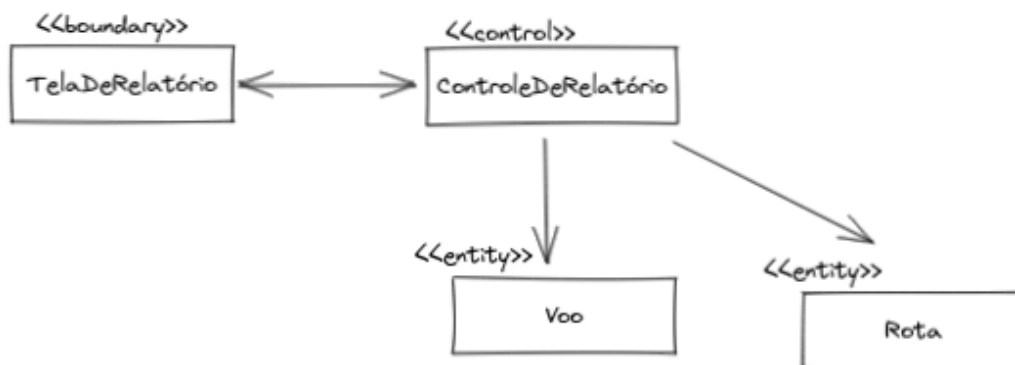 <<boundary>>
TelaDeRelatório
<<control>>
ControleDeRelatório
<<entity>>
Voo
<<entity>>
Rota